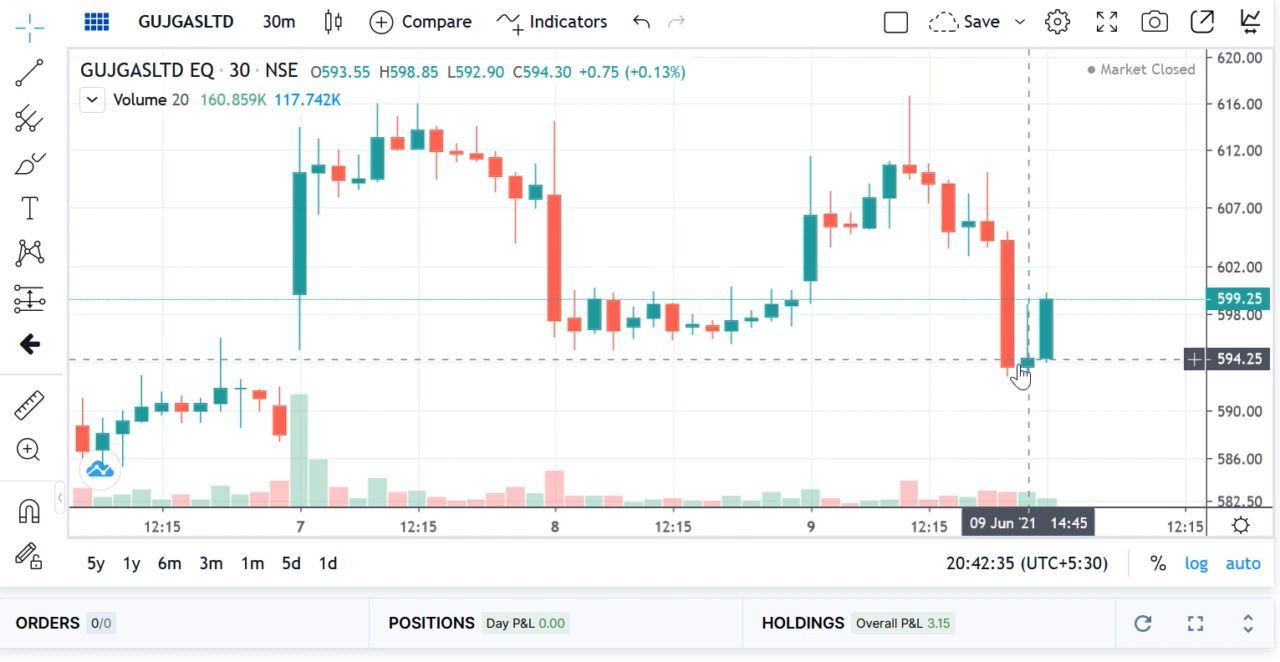 GUJGASLTD 30m Compare Indicators Save
GUJGASLTD EQ · 30 · NSE O593.55 H598.85 L592.90 C594.30 +0.75 (+0.13%)
Market Closed
Volume 20 160.859K 117.742K
620.00
616.00
612.00
607.00
602.00
599.25
598.00
594.25
590.00
586.00
582.50
12:15 7 12:15 8 12:15 9 12:15 09 Jun '21 14:45 12:15
5y 1y 6m 3m 1m 5d 1d 20:42:35 (UTC+5:30) % log auto
ORDERS 0/0 POSITIONS Day P&L 0.00 HOLDINGS Overall P&L 3.15